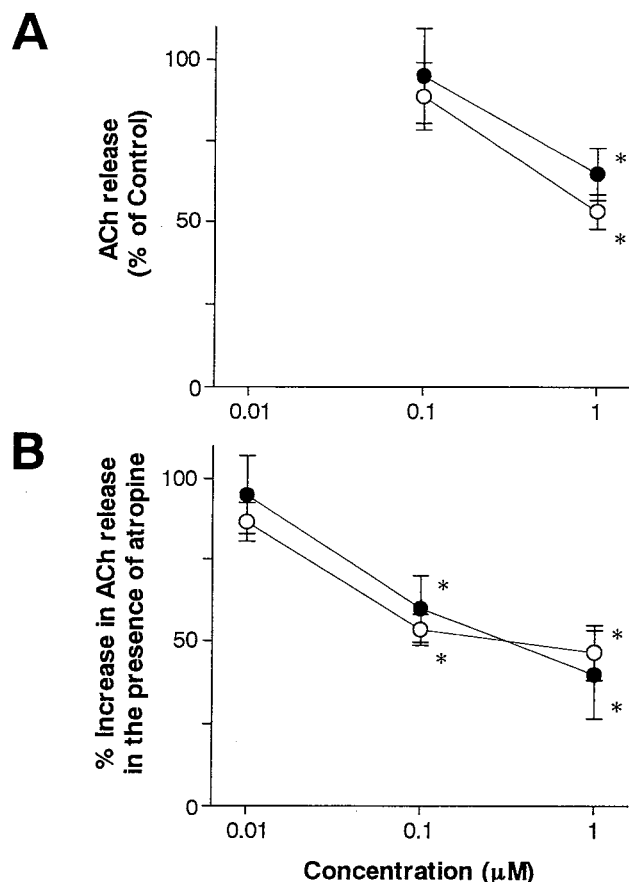 A
ACh release
(% of Control)
100
50
0
0.01
0.1
1
*
*
B
% Increase in ACh release
in the presence of atropine
100
50
0
0.01
0.1
1
*
*
*
*
Concentration (µM)